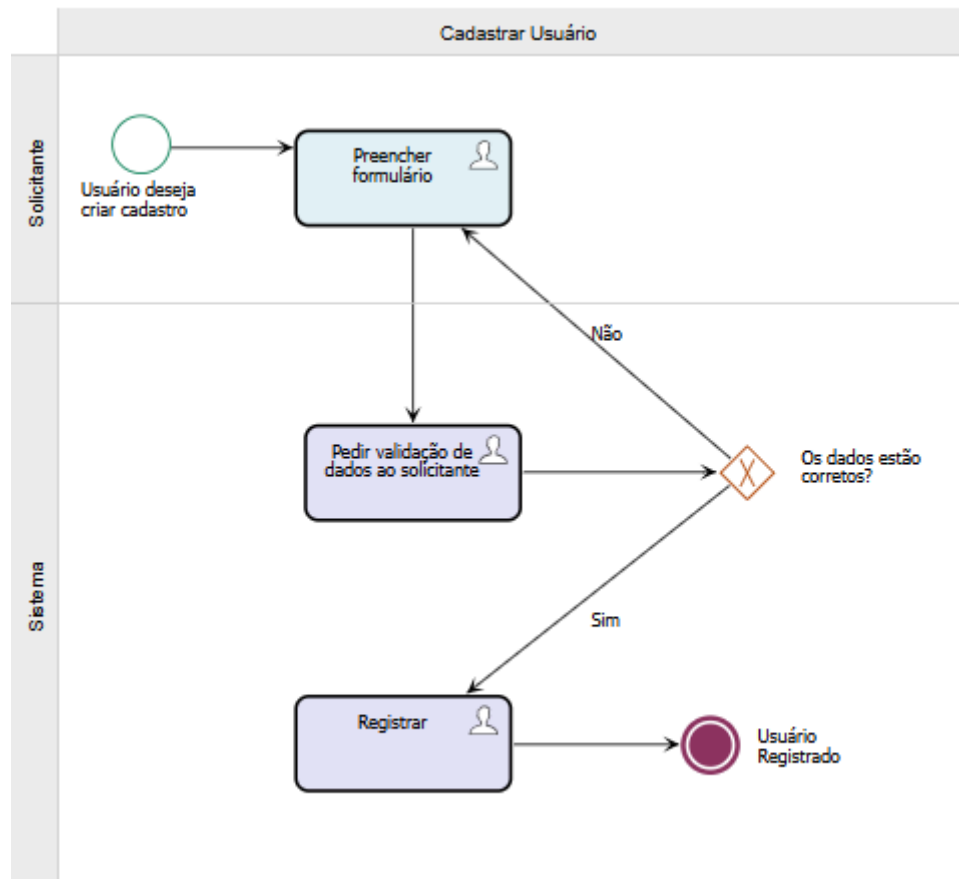 Cadastrar Usuário
Solicitante
Preencher
formulário
Usuário deseja
criar cadastro
Não
Sistema
Pedir validação de
dados ao solicitante
Os dados estão
corretos?
Sim
Registrar
Usuário
Registrado